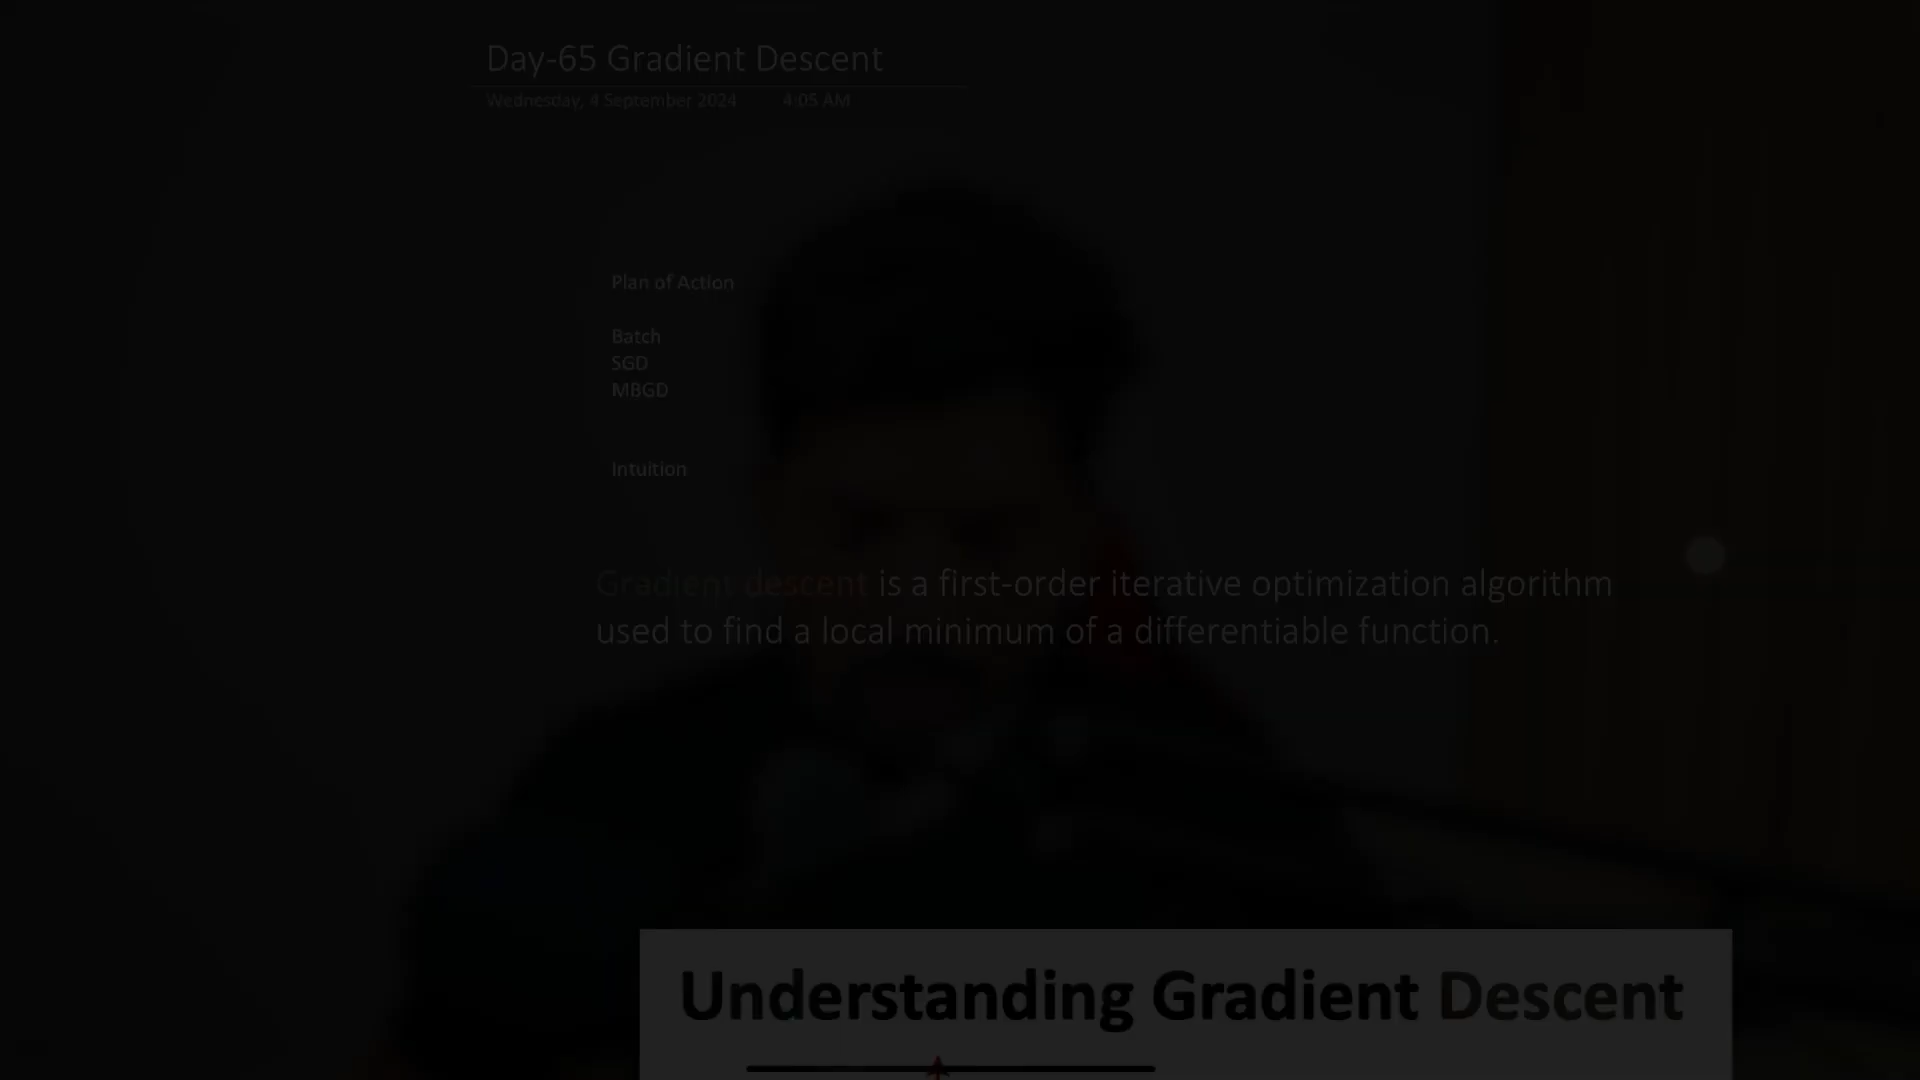 Day-65 Gradient Descent
Wednesday, 4 September 2024 4:05 AM
Plan of Action
Batch
SGD
MBGD
Intuition
Gradient descent is a first-order iterative optimization algorithm
used to find a local minimum of a differentiable function.
Understanding Gradient Descent